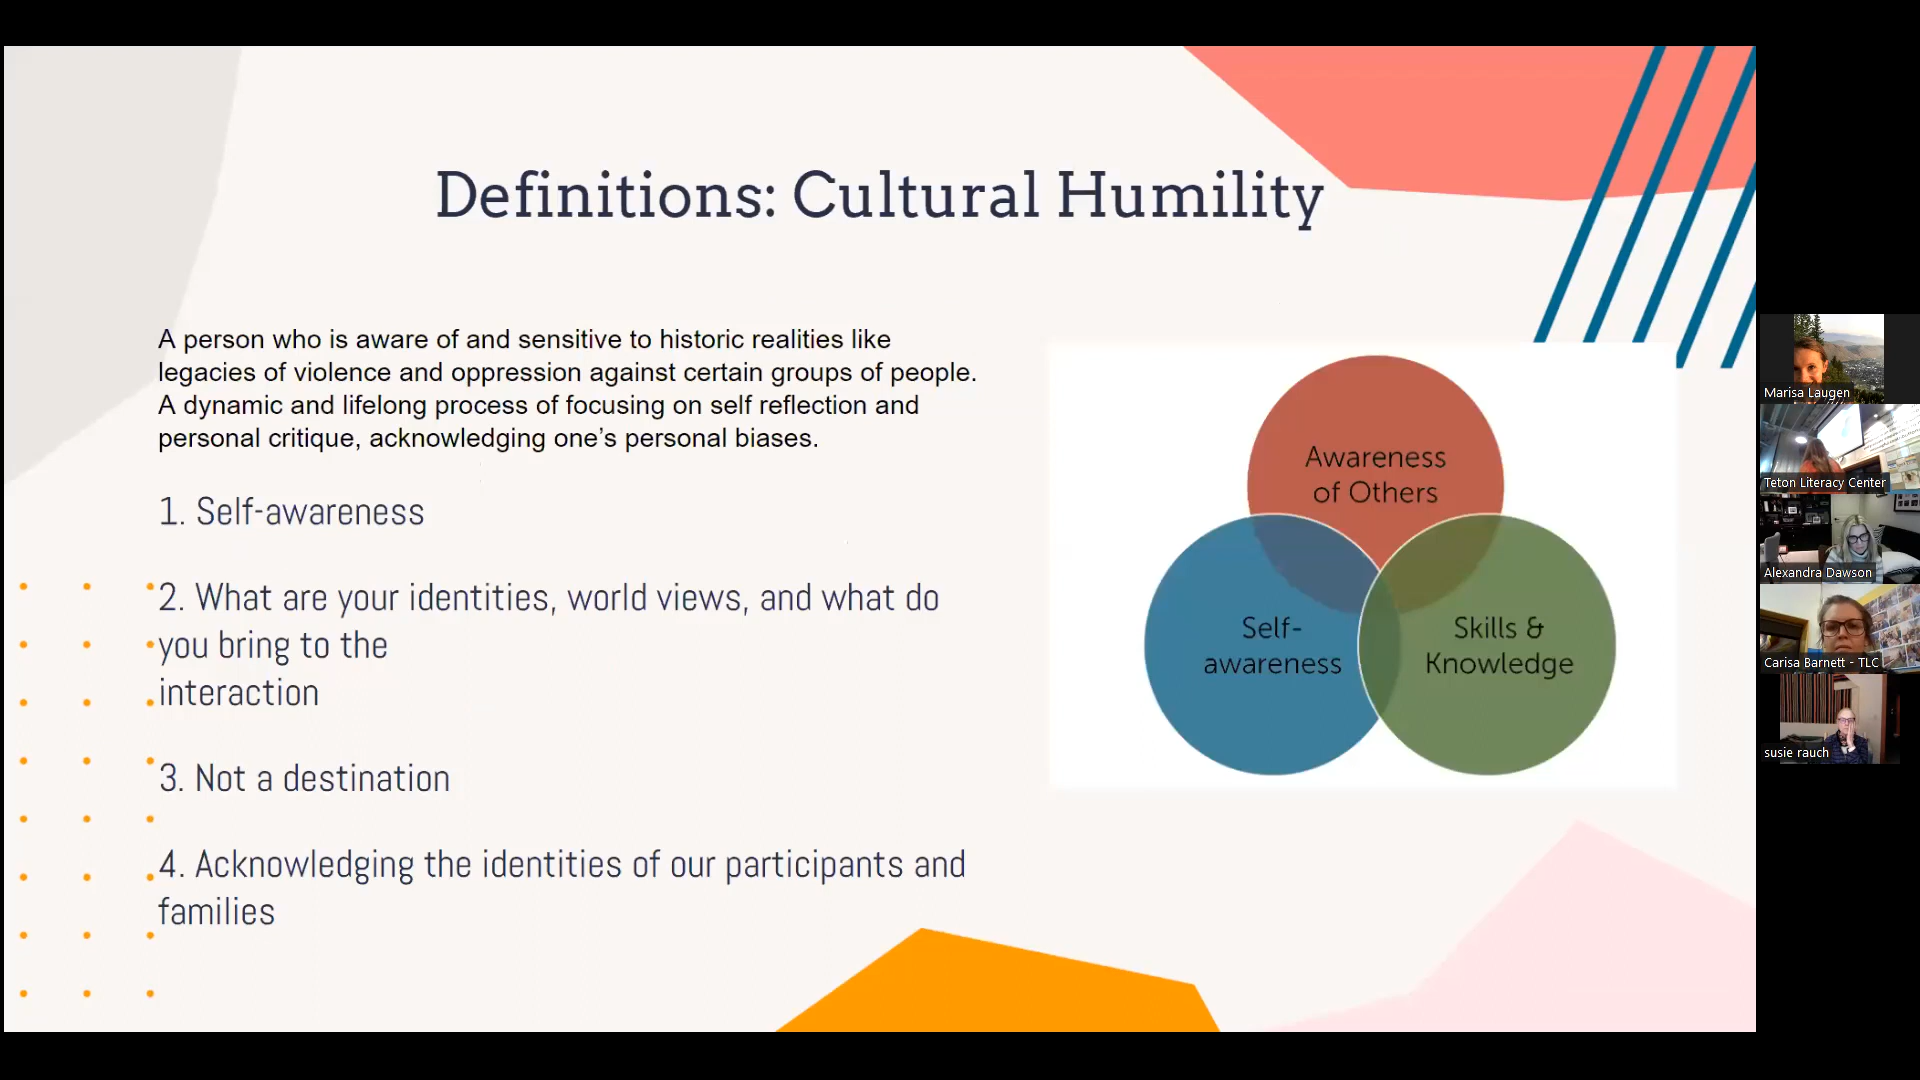 Definitions: Cultural Humility
A person who is aware of and sensitive to historic realities like
legacies of violence and oppression against certain groups of people.
A dynamic and lifelong process of focusing on self reflection and
personal critique, acknowledging one’s personal biases.
1. Self-awareness
2. What are your identities, world views, and what do
you bring to the
interaction
3. Not a destination
4. Acknowledging the identities of our participants and
families
Awareness
of Others
Self-
awareness
Skills &
Knowledge
Marisa Laugen
Teton Literacy Center
Alexandra Dawson
Carisa Barnett - TLC
susie rauch